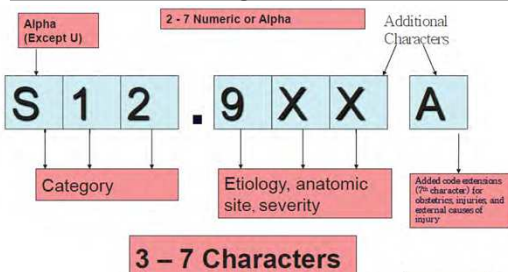 Alpha
(Except U)
2 - 7 Numeric or Alpha
Additional
Characters
S 1 2 . 9 X X A
Category
Etiology, anatomic
site, severity
Added code extensions
(7th character) for
obstetrics, injuries, and
external causes of
injury
3 – 7 Characters